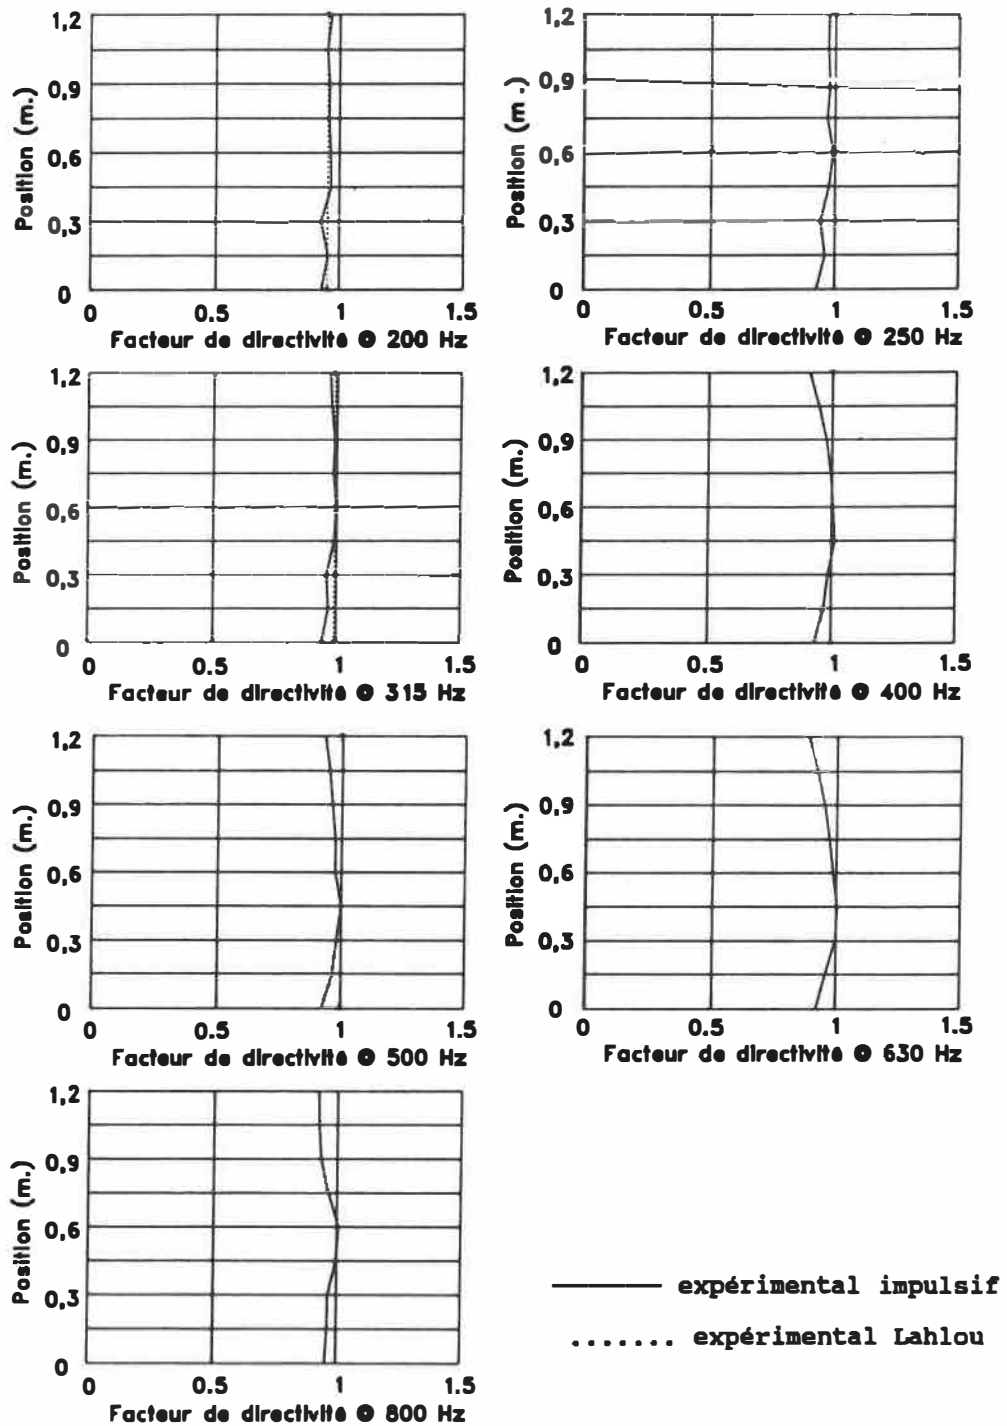 1,2
0,9
0,6
0,3
0
Position (m.)
0 0.5 1 1.5
Facteur de directivité @ 200 Hz
1,2
0,9
0,6
0,3
0
Position (m.)
0 0.5 1 1.5
Facteur de directivité @ 250 Hz
1,2
0,9
0,6
0,3
0
Position (m.)
0 0.5 1 1.5
Facteur de directivité @ 315 Hz
1,2
0,9
0,6
0,3
0
Position (m.)
0 0.5 1 1.5
Facteur de directivité @ 400 Hz
1,2
0,9
0,6
0,3
0
Position (m.)
0 0.5 1 1.5
Facteur de directivité @ 500 Hz
1,2
0,9
0,6
0,3
0
Position (m.)
0 0.5 1 1.5
Facteur de directivité @ 630 Hz
1,2
0,9
0,6
0,3
0
Position (m.)
0 0.5 1 1.5
Facteur de directivité @ 800 Hz
expérimental impulsif
expérimental Lahlou